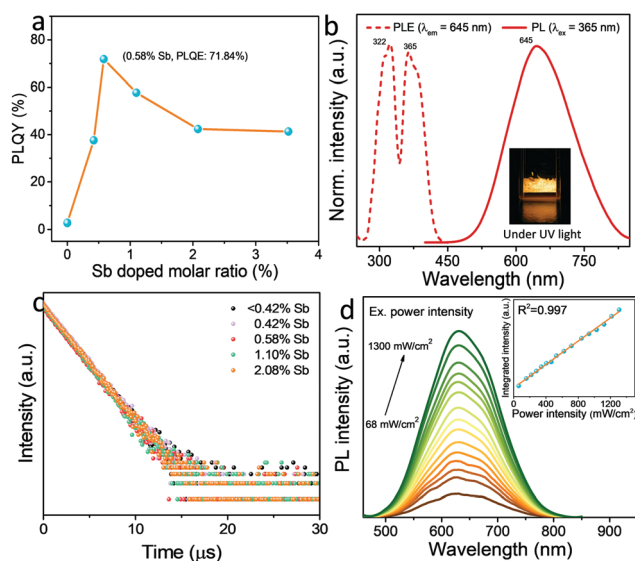 a
(0.58% Sb, PLQE: 71.84%)
PLQY (%)
80
60
40
20
0
0 1 2 3 4
Sb doped molar ratio (%)
b
PLE (λem = 645 nm) PL (λex = 365 nm)
322 365 645
Norm. intensity (a.u.)
Under UV light
300 450 600 750
Wavelength (nm)
c
<0.42% Sb
0.42% Sb
0.58% Sb
1.10% Sb
2.08% Sb
Intensity (a.u.)
0 10 20 30
Time (μs)
d
Ex. power intensity
1300 mW/cm²
68 mW/cm²
PL intensity
R²=0.997
Integrated intensity (a.u.)
0 400 800 1200
Power intensity (mW/cm²)
500 600 700 800 900
Wavelength (nm)